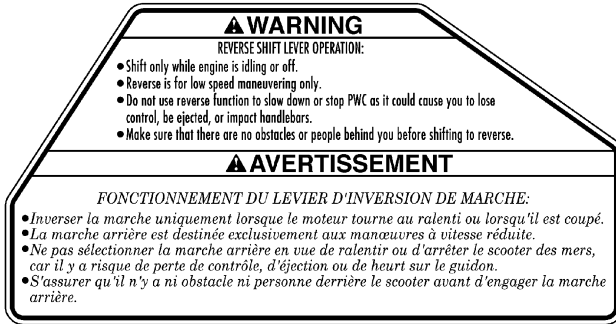 ⚠ WARNING
REVERSE SHIFT LEVER OPERATION:
• Shift only while engine is idling or off.
• Reverse is for low speed maneuvering only.
• Do not use reverse function to slow down or stop PWC as it could cause you to lose
control, be ejected, or impact handlebars.
• Make sure that there are no obstacles or people behind you before shifting to reverse.
⚠ AVERTISSEMENT
FONCTIONNEMENT DU LEVIER D'INVERSION DE MARCHE:
• Inverser la marche uniquement lorsque le moteur tourne au ralenti ou lorsqu'il est coupé.
• La marche arrière est destinée exclusivement aux manœuvres à vitesse réduite.
• Ne pas sélectionner la marche arrière en vue de ralentir ou d'arrêter le scooter des mers,
car il y a risque de perte de contrôle, d'éjection ou de heurt sur le guidon.
• S'assurer qu'il n'y a ni obstacle ni personne derrière le scooter avant d'engager la marche
arrière.